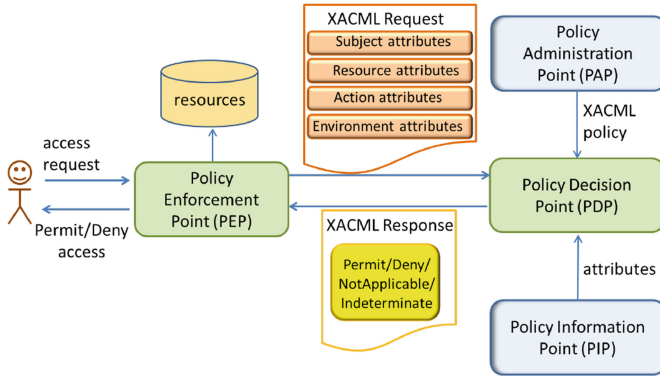 XACML Request
Subject attributes
Resource attributes
Action attributes
Environment attributes
Policy
Administration
Point (PAP)
resources
XACML
policy
access
request
Policy
Enforcement
Point (PEP)
Policy Decision
Point (PDP)
Permit/Deny
access
XACML Response
Permit/Deny/
NotApplicable/
Indeterminate
attributes
Policy Information
Point (PIP)